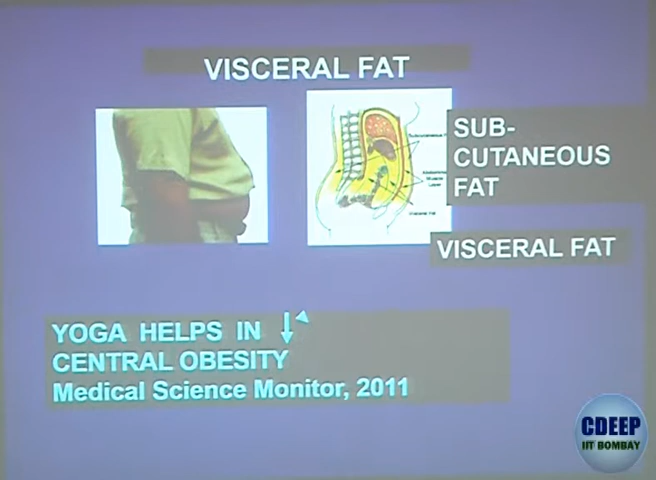 VISCERAL FAT
SUB-
CUTANEOUS
FAT
VISCERAL FAT
YOGA HELPS IN ↓
CENTRAL OBESITY
Medical Science Monitor, 2011
CDEEP
IIT BOMBAY